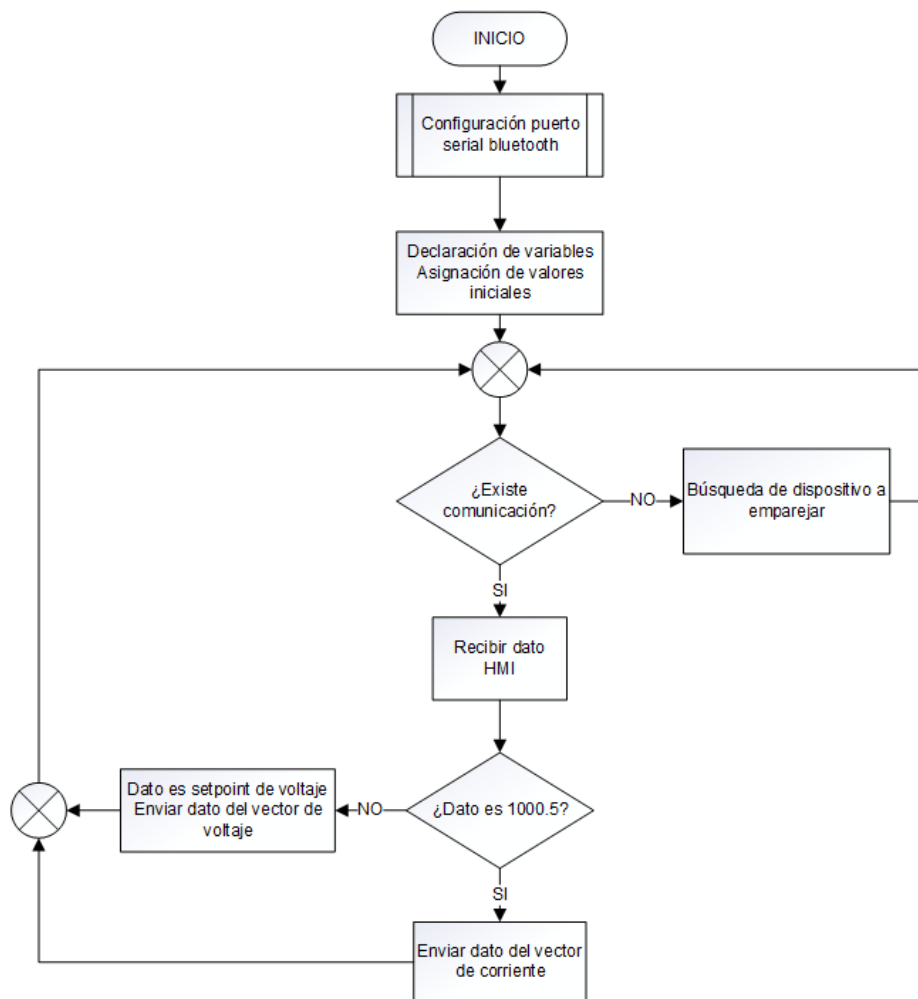 INICIO
Configuración puerto
serial bluetooth
Declaración de variables
Asignación de valores
iniciales
¿Existe
comunicación?
NO
Búsqueda de dispositivo a
emparejar
SI
Recibir dato
HMI
¿Dato es 1000.5?
NO
Dato es setpoint de voltaje
Enviar dato del vector de
voltaje
SI
Enviar dato del vector
de corriente